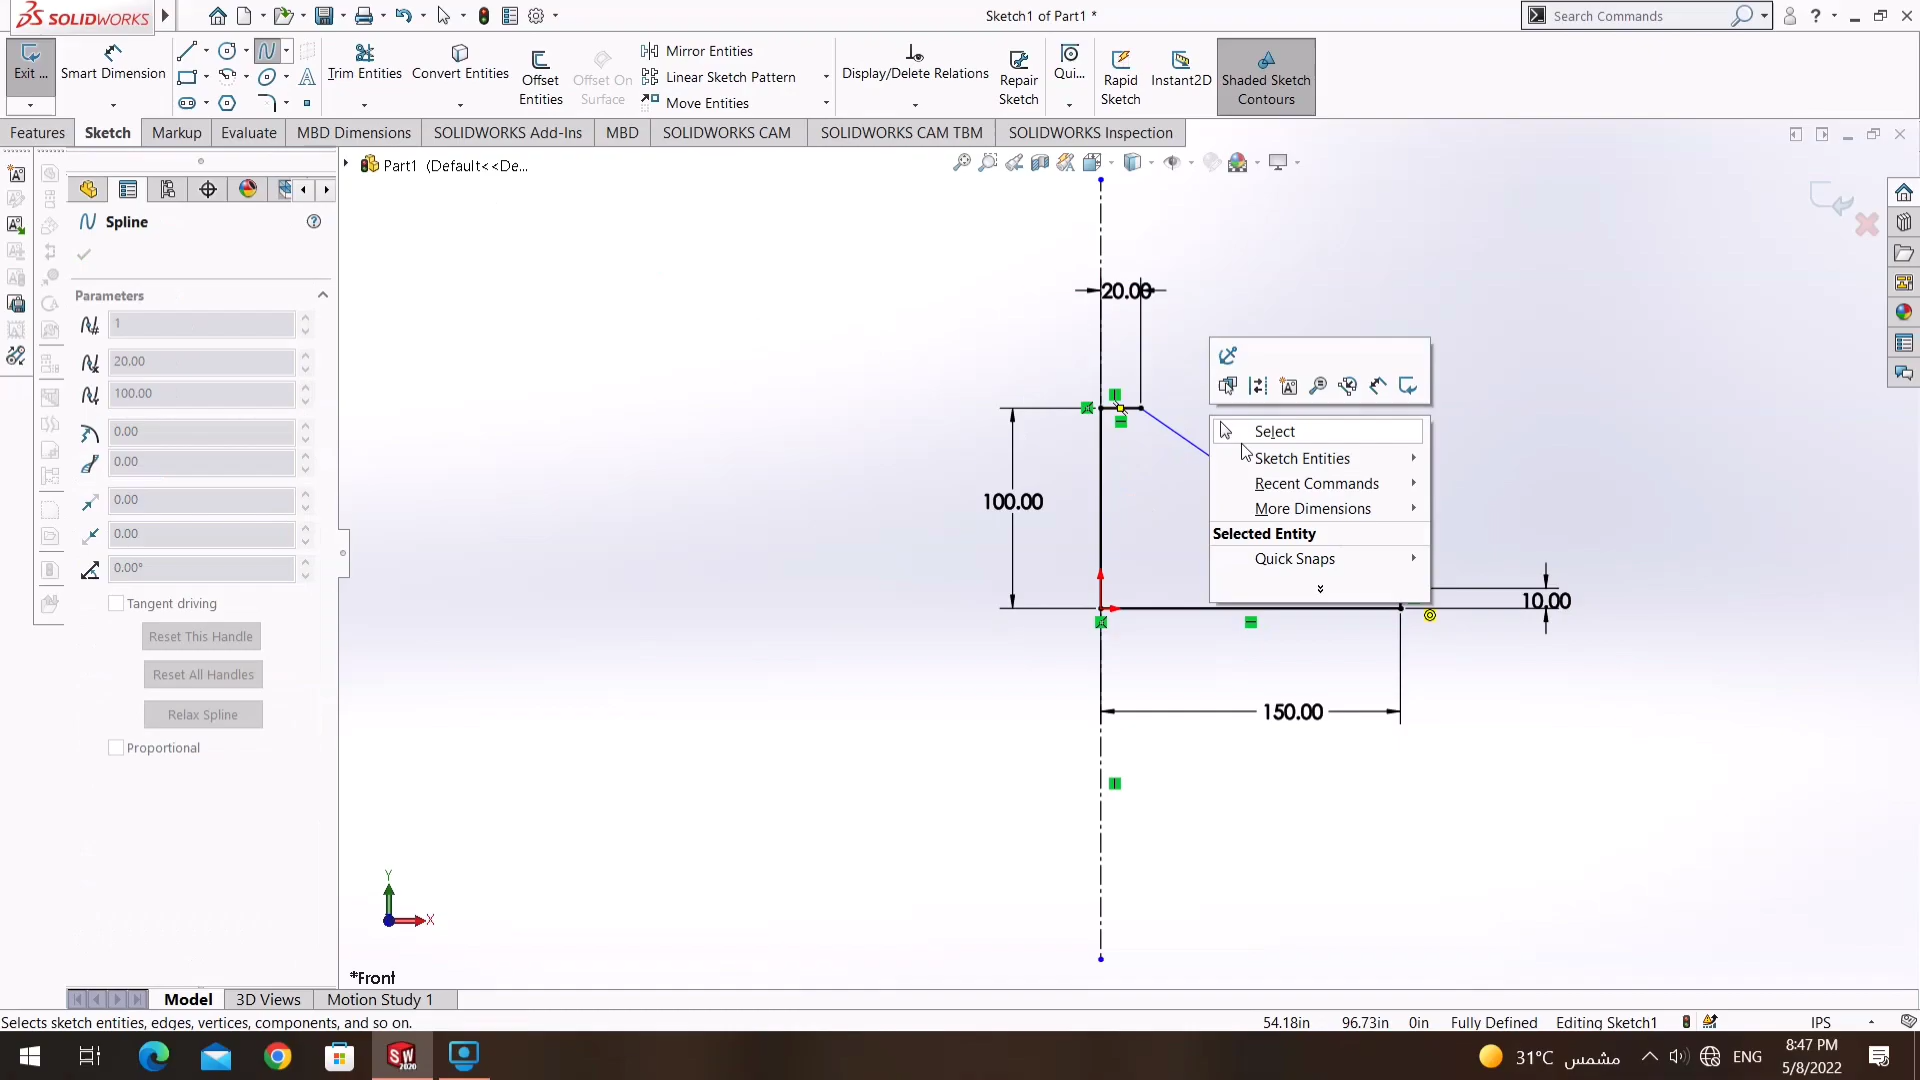 SOLIDWORKS
Sketch1 of Part1 *
Search Commands
Exit ...
Smart Dimension
Trim Entities
Convert Entities
Offset Entities
Offset On Surface
Mirror Entities
Linear Sketch Pattern
Move Entities
Display/Delete Relations
Repair Sketch
Qui...
Rapid Sketch
Instant2D
Shaded Sketch Contours
Features
Sketch
Markup
Evaluate
MBD Dimensions
SOLIDWORKS Add-Ins
MBD
SOLIDWORKS CAM
SOLIDWORKS CAM TBM
SOLIDWORKS Inspection
Part1 (Default<<De...
Spline
Parameters
1
20.00
100.00
0.00
0.00
0.00
0.00
0.00°
Tangent driving
Reset This Handle
Reset All Handles
Relax Spline
Proportional
20.00
100.00
10.00
150.00
Select
Sketch Entities
Recent Commands
More Dimensions
Selected Entity
Quick Snaps
Y
X
*Front
Model
3D Views
Motion Study 1
Selects sketch entities, edges, vertices, components, and so on.
54.18in
96.73in
0in
Fully Defined
Editing Sketch1
IPS
SW
2020
31°C مشمس
ENG
8:47 PM
5/8/2022